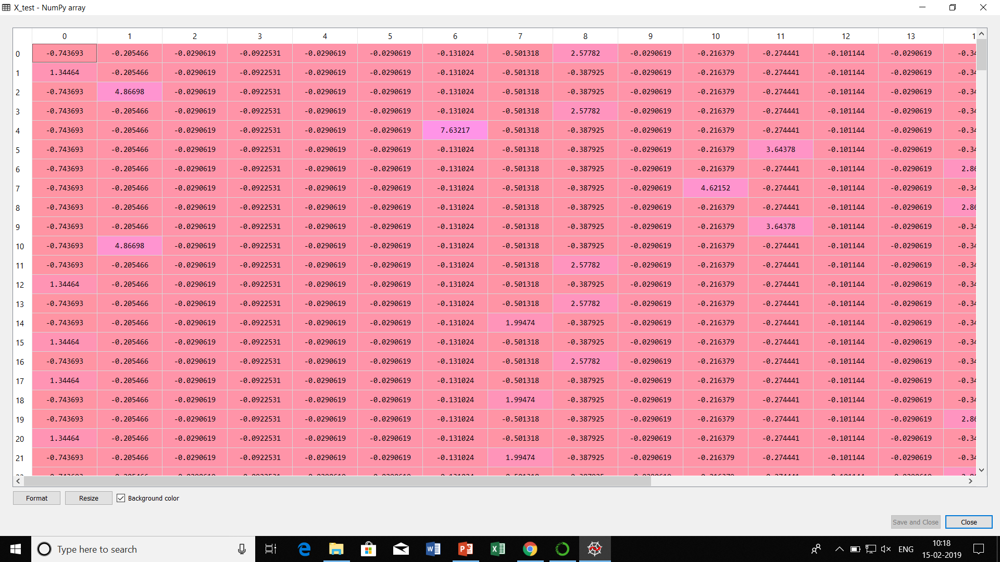 X_test - NumPy array
0 1 2 3 4 5 6 7 8 9 10 11 12 13 1
0 -0.743693 -0.205466 -0.0290619 -0.0922531 -0.0290619 -0.0290619 -0.131024 -0.501318 2.57782 -0.0290619 -0.216379 -0.274441 -0.101144 -0.0290619 -0.34
1 1.34464 -0.205466 -0.0290619 -0.0922531 -0.0290619 -0.0290619 -0.131024 -0.501318 -0.387925 -0.0290619 -0.216379 -0.274441 -0.101144 -0.0290619 -0.34
2 -0.743693 4.86698 -0.0290619 -0.0922531 -0.0290619 -0.0290619 -0.131024 -0.501318 -0.387925 -0.0290619 -0.216379 -0.274441 -0.101144 -0.0290619 -0.34
3 -0.743693 -0.205466 -0.0290619 -0.0922531 -0.0290619 -0.0290619 -0.131024 -0.501318 2.57782 -0.0290619 -0.216379 -0.274441 -0.101144 -0.0290619 -0.34
4 -0.743693 -0.205466 -0.0290619 -0.0922531 -0.0290619 -0.0290619 7.63217 -0.501318 -0.387925 -0.0290619 -0.216379 -0.274441 -0.101144 -0.0290619 -0.34
5 -0.743693 -0.205466 -0.0290619 -0.0922531 -0.0290619 -0.0290619 -0.131024 -0.501318 -0.387925 -0.0290619 -0.216379 3.64378 -0.101144 -0.0290619 -0.34
6 -0.743693 -0.205466 -0.0290619 -0.0922531 -0.0290619 -0.0290619 -0.131024 -0.501318 -0.387925 -0.0290619 -0.216379 -0.274441 -0.101144 -0.0290619 2.86
7 -0.743693 -0.205466 -0.0290619 -0.0922531 -0.0290619 -0.0290619 -0.131024 -0.501318 -0.387925 -0.0290619 4.62152 -0.274441 -0.101144 -0.0290619 -0.34
8 -0.743693 -0.205466 -0.0290619 -0.0922531 -0.0290619 -0.0290619 -0.131024 -0.501318 -0.387925 -0.0290619 -0.216379 -0.274441 -0.101144 -0.0290619 2.86
9 -0.743693 -0.205466 -0.0290619 -0.0922531 -0.0290619 -0.0290619 -0.131024 -0.501318 -0.387925 -0.0290619 -0.216379 3.64378 -0.101144 -0.0290619 -0.34
10 -0.743693 4.86698 -0.0290619 -0.0922531 -0.0290619 -0.0290619 -0.131024 -0.501318 -0.387925 -0.0290619 -0.216379 -0.274441 -0.101144 -0.0290619 -0.34
11 -0.743693 -0.205466 -0.0290619 -0.0922531 -0.0290619 -0.0290619 -0.131024 -0.501318 2.57782 -0.0290619 -0.216379 -0.274441 -0.101144 -0.0290619 -0.34
12 1.34464 -0.205466 -0.0290619 -0.0922531 -0.0290619 -0.0290619 -0.131024 -0.501318 -0.387925 -0.0290619 -0.216379 -0.274441 -0.101144 -0.0290619 -0.34
13 -0.743693 -0.205466 -0.0290619 -0.0922531 -0.0290619 -0.0290619 -0.131024 -0.501318 2.57782 -0.0290619 -0.216379 -0.274441 -0.101144 -0.0290619 -0.34
14 -0.743693 -0.205466 -0.0290619 -0.0922531 -0.0290619 -0.0290619 -0.131024 1.99474 -0.387925 -0.0290619 -0.216379 -0.274441 -0.101144 -0.0290619 -0.34
15 1.34464 -0.205466 -0.0290619 -0.0922531 -0.0290619 -0.0290619 -0.131024 -0.501318 -0.387925 -0.0290619 -0.216379 -0.274441 -0.101144 -0.0290619 -0.34
16 -0.743693 -0.205466 -0.0290619 -0.0922531 -0.0290619 -0.0290619 -0.131024 -0.501318 2.57782 -0.0290619 -0.216379 -0.274441 -0.101144 -0.0290619 -0.34
17 1.34464 -0.205466 -0.0290619 -0.0922531 -0.0290619 -0.0290619 -0.131024 -0.501318 -0.387925 -0.0290619 -0.216379 -0.274441 -0.101144 -0.0290619 -0.34
18 -0.743693 -0.205466 -0.0290619 -0.0922531 -0.0290619 -0.0290619 -0.131024 1.99474 -0.387925 -0.0290619 -0.216379 -0.274441 -0.101144 -0.0290619 -0.34
19 -0.743693 -0.205466 -0.0290619 -0.0922531 -0.0290619 -0.0290619 -0.131024 -0.501318 -0.387925 -0.0290619 -0.216379 -0.274441 -0.101144 -0.0290619 2.86
20 1.34464 -0.205466 -0.0290619 -0.0922531 -0.0290619 -0.0290619 -0.131024 -0.501318 -0.387925 -0.0290619 -0.216379 -0.274441 -0.101144 -0.0290619 -0.34
21 -0.743693 -0.205466 -0.0290619 -0.0922531 -0.0290619 -0.0290619 -0.131024 1.99474 -0.387925 -0.0290619 -0.216379 -0.274441 -0.101144 -0.0290619 -0.34
Format Resize Background color
Save and Close Close
Type here to search
ENG
10:18
15-02-2019